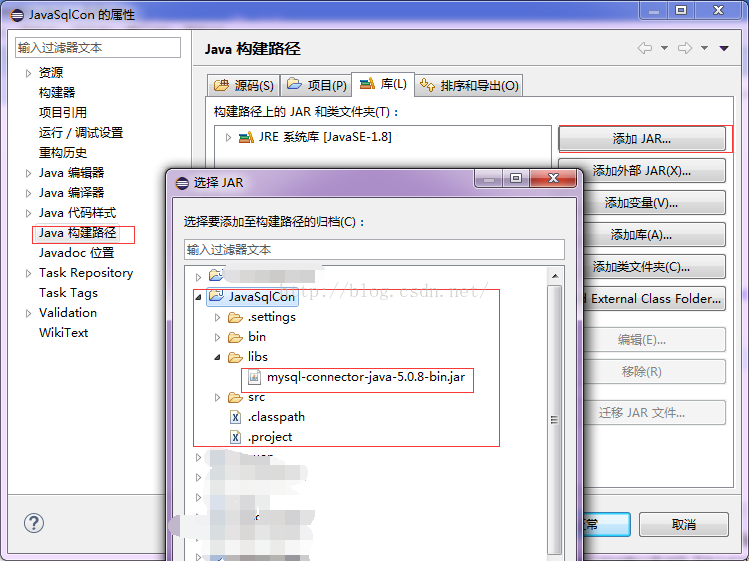 JavaSqlCon 的属性
输入过滤器文本
资源
构建器
项目引用
运行 / 调试设置
重构历史
Java 编辑器
Java 编译器
Java 代码样式
Java 构建路径
Javadoc 位置
Task Repository
Task Tags
Validation
WikiText
Java 构建路径
源码(S)
项目(P)
库(L)
排序和导出(O)
构建路径上的 JAR 和类文件夹(T)：
JRE 系统库 [JavaSE-1.8]
添加 JAR...
添加外部 JAR(X)...
添加变量(V)...
添加库(A)...
添加类文件夹(C)...
External Class Folder...
编辑(E)...
移除(R)
迁移 JAR 文件...
取消
选择 JAR
选择要添加至构建路径的归档(C)：
输入过滤器文本
JavaSqlCon
.settings
bin
libs
mysql-connector-java-5.0.8-bin.jar
src
.classpath
.project
http://blog.csdn.net/